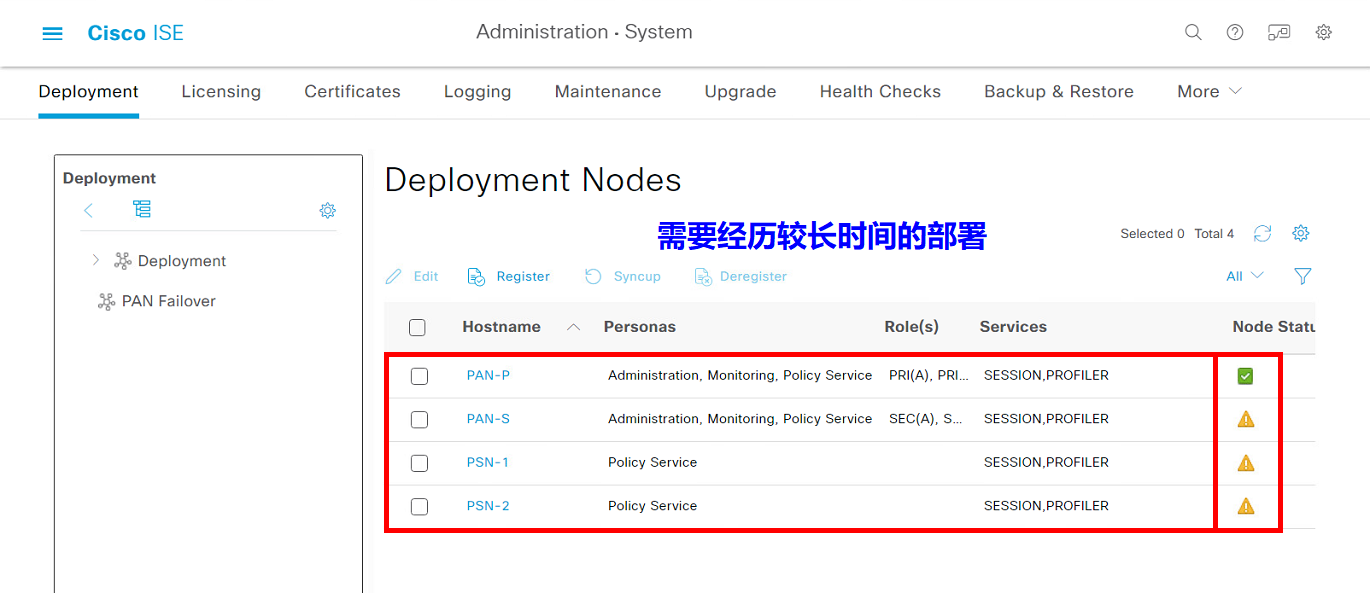 Cisco ISE
Administration · System
Deployment Licensing Certificates Logging Maintenance Upgrade Health Checks Backup & Restore More
Deployment
Deployment
PAN Failover
Deployment Nodes
需要经历较长时间的部署
Selected 0 Total 4
Edit Register Syncup Deregister All
Hostname Personas Role(s) Services Node Statu
PAN-P Administration, Monitoring, Policy Service PRI(A), PRI... SESSION,PROFILER
PAN-S Administration, Monitoring, Policy Service SEC(A), S... SESSION,PROFILER
PSN-1 Policy Service SESSION,PROFILER
PSN-2 Policy Service SESSION,PROFILER